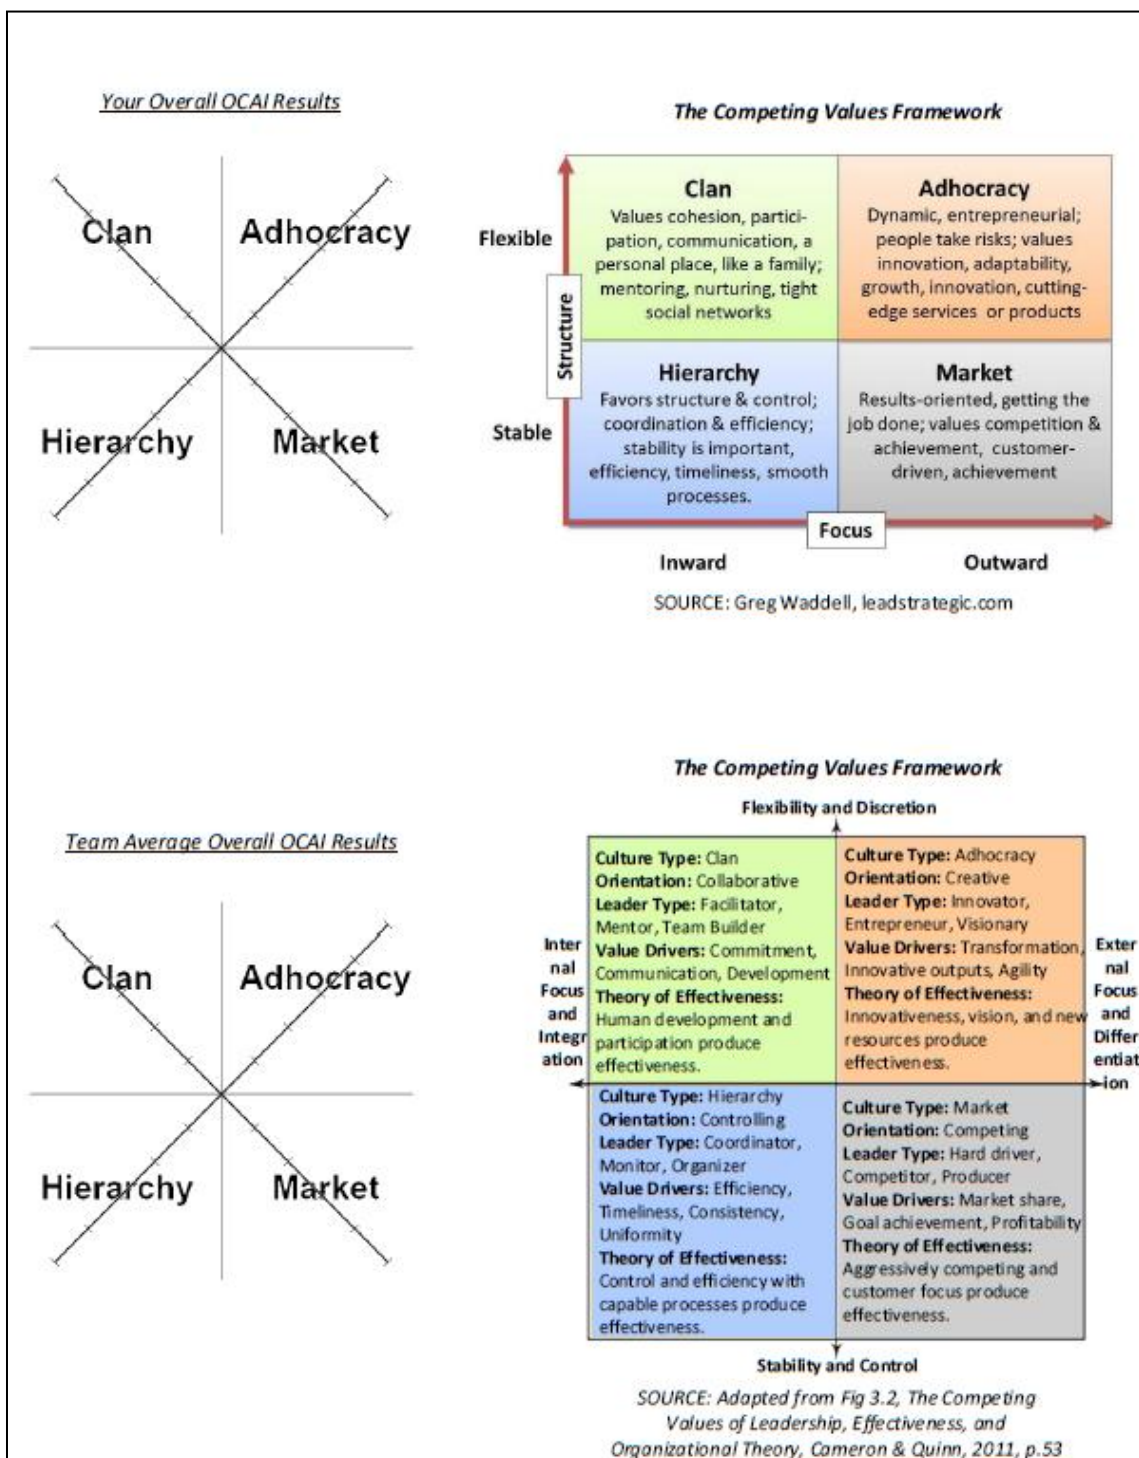 Your Overall OCAI Results
Clan
Adhocracy
Hierarchy
Market
The Competing Values Framework
Flexible
Stable
Structure
Clan
Values cohesion, partici-
pation, communication, a
personal place, like a family;
mentoring, nurturing, tight
social networks
Adhocracy
Dynamic, entrepreneurial;
people take risks; values
innovation, adaptability,
growth, innovation, cutting-
edge services or products
Hierarchy
Favors structure & control;
coordination & efficiency;
stability is important,
efficiency, timeliness, smooth
processes.
Market
Results-oriented, getting the
job done; values competition &
achievement, customer-
driven, achievement
Focus
Inward
Outward
SOURCE: Greg Waddell, leadstrategic.com
Team Average Overall OCAI Results
Clan
Adhocracy
Hierarchy
Market
The Competing Values Framework
Flexibility and Discretion
Inter
nal
Focus
and
Integr
ation
Culture Type: Clan
Orientation: Collaborative
Leader Type: Facilitator,
Mentor, Team Builder
Value Drivers: Commitment,
Communication, Development
Theory of Effectiveness:
Human development and
participation produce
effectiveness.
Culture Type: Adhocracy
Orientation: Creative
Leader Type: Innovator,
Entrepreneur, Visionary
Value Drivers: Transformation,
Innovative outputs, Agility
Theory of Effectiveness:
Innovativeness, vision, and new
resources produce
effectiveness.
Exter
nal
Focus
and
Differ
entiat
ion
Culture Type: Hierarchy
Orientation: Controlling
Leader Type: Coordinator,
Monitor, Organizer
Value Drivers: Efficiency,
Timeliness, Consistency,
Uniformity
Theory of Effectiveness:
Control and efficiency with
capable processes produce
effectiveness.
Culture Type: Market
Orientation: Competing
Leader Type: Hard driver,
Competitor, Producer
Value Drivers: Market share,
Goal achievement, Profitability
Theory of Effectiveness:
Aggressively competing and
customer focus produce
effectiveness.
Stability and Control
SOURCE: Adapted from Fig 3.2, The Competing
Values of Leadership, Effectiveness, and
Organizational Theory, Cameron & Quinn, 2011, p.53